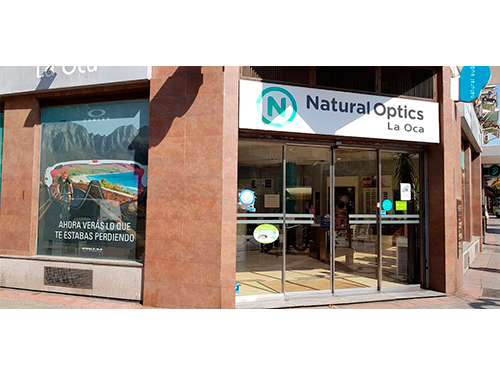 La Oca
AHORA VERÁS LO QUE
TE ESTABAS PERDIENDO
N
Natural Optics
La Oca